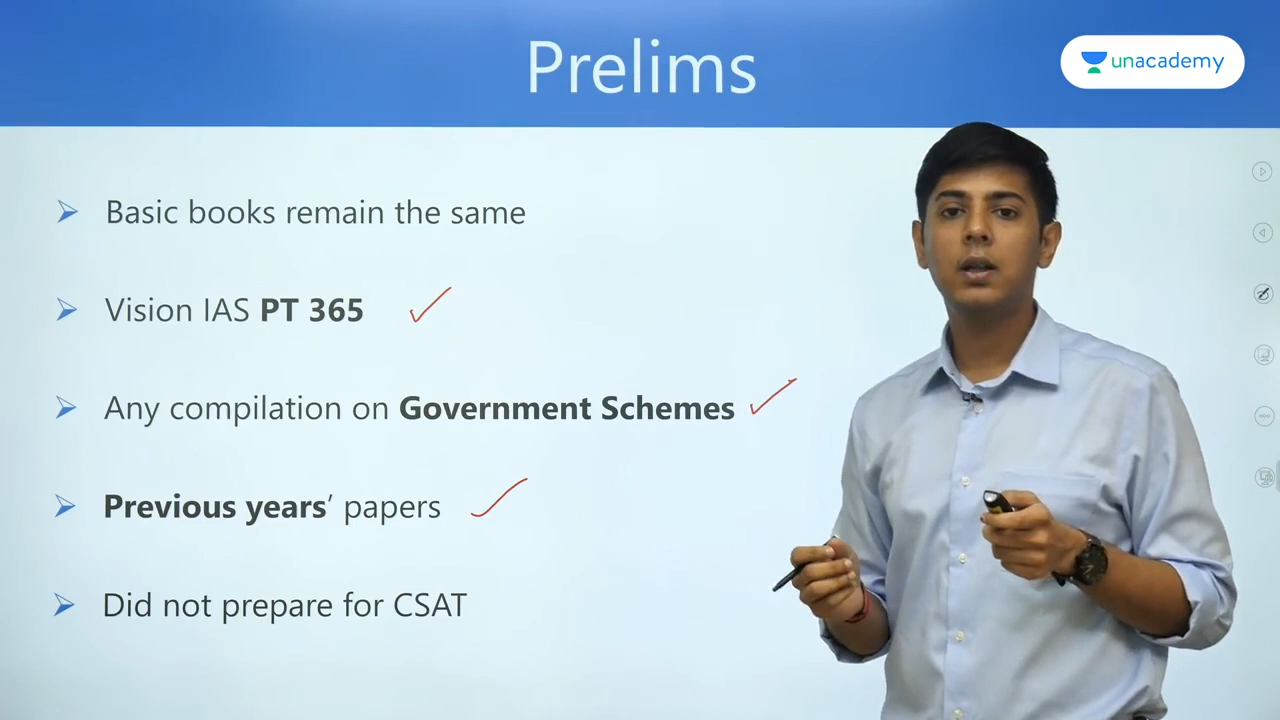 Prelims
unacademy
Basic books remain the same
Vision IAS PT 365
Any compilation on Government Schemes
Previous years’ papers
Did not prepare for CSAT